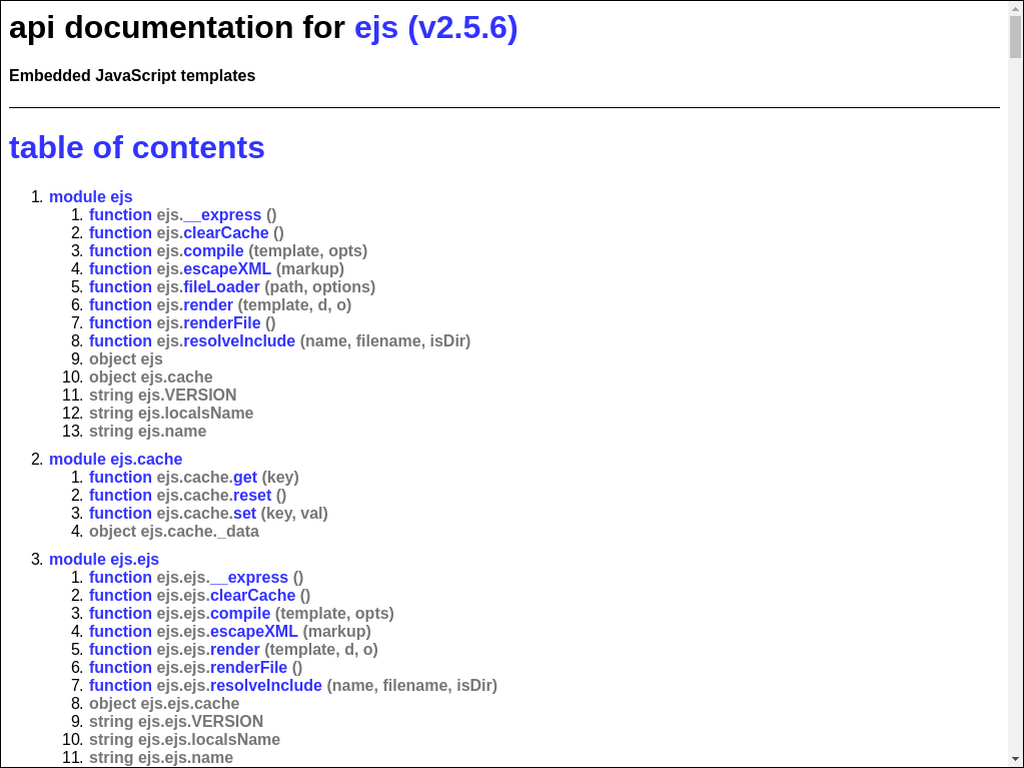 api documentation for ejs (v2.5.6)
Embedded JavaScript templates
table of contents
1. module ejs
1. function ejs.__express ()
2. function ejs.clearCache ()
3. function ejs.compile (template, opts)
4. function ejs.escapeXML (markup)
5. function ejs.fileLoader (path, options)
6. function ejs.render (template, d, o)
7. function ejs.renderFile ()
8. function ejs.resolveInclude (name, filename, isDir)
9. object ejs
10. object ejs.cache
11. string ejs.VERSION
12. string ejs.localsName
13. string ejs.name
2. module ejs.cache
1. function ejs.cache.get (key)
2. function ejs.cache.reset ()
3. function ejs.cache.set (key, val)
4. object ejs.cache._data
3. module ejs.ejs
1. function ejs.ejs.__express ()
2. function ejs.ejs.clearCache ()
3. function ejs.ejs.compile (template, opts)
4. function ejs.ejs.escapeXML (markup)
5. function ejs.ejs.render (template, d, o)
6. function ejs.ejs.renderFile ()
7. function ejs.ejs.resolveInclude (name, filename, isDir)
8. object ejs.ejs.cache
9. string ejs.ejs.VERSION
10. string ejs.ejs.localsName
11. string ejs.ejs.name